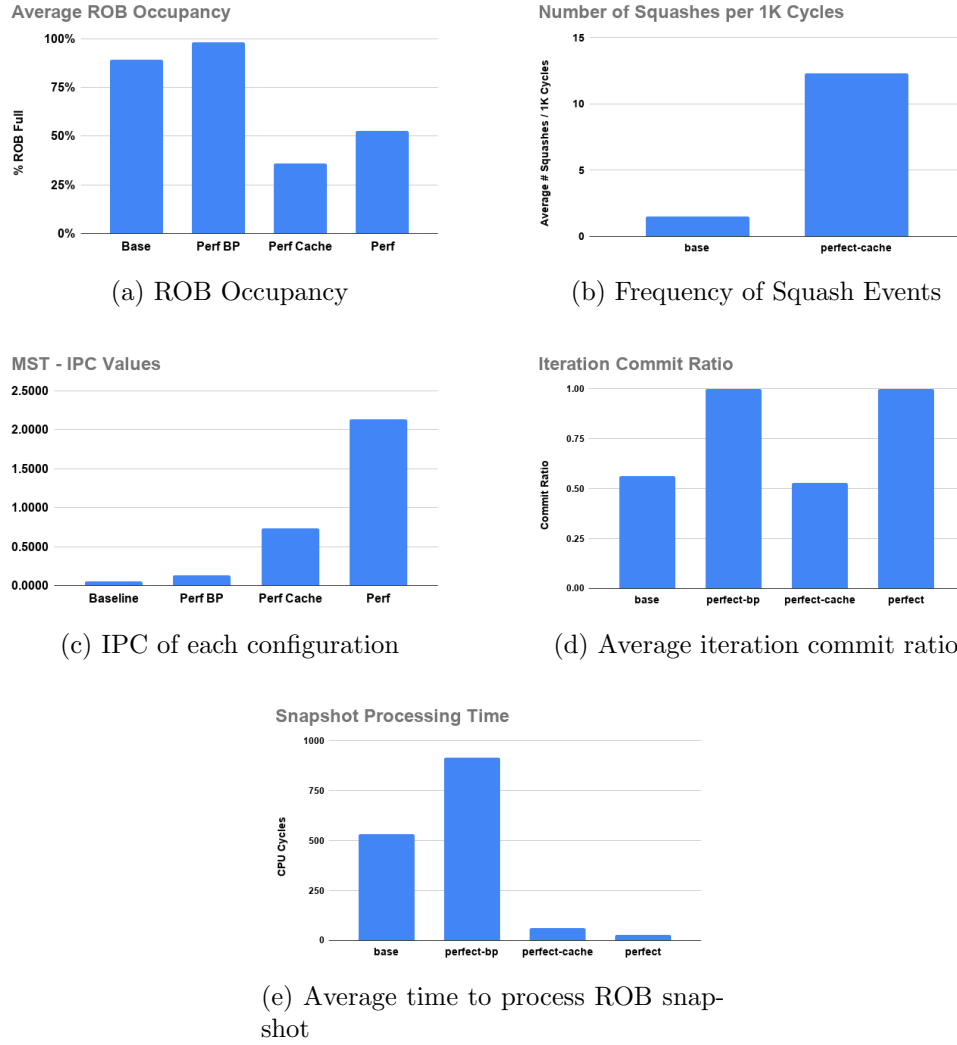 Average ROB Occupancy
% ROB Full
100%
75%
50%
25%
0%
Base Perf BP Perf Cache Perf
(a) ROB Occupancy
Number of Squashes per 1K Cycles
Average # Squashes / 1K Cycles
15
10
5
0
base perfect-cache
(b) Frequency of Squash Events
MST - IPC Values
2.5000
2.0000
1.5000
1.0000
0.5000
0.0000
Baseline Perf BP Perf Cache Perf
(c) IPC of each configuration
Iteration Commit Ratio
Commit Ratio
1.00
0.75
0.50
0.25
0.00
base perfect-bp perfect-cache perfect
(d) Average iteration commit ratio
Snapshot Processing Time
CPU Cycles
1000
750
500
250
0
base perfect-bp perfect-cache perfect
(e) Average time to process ROB snap-
shot